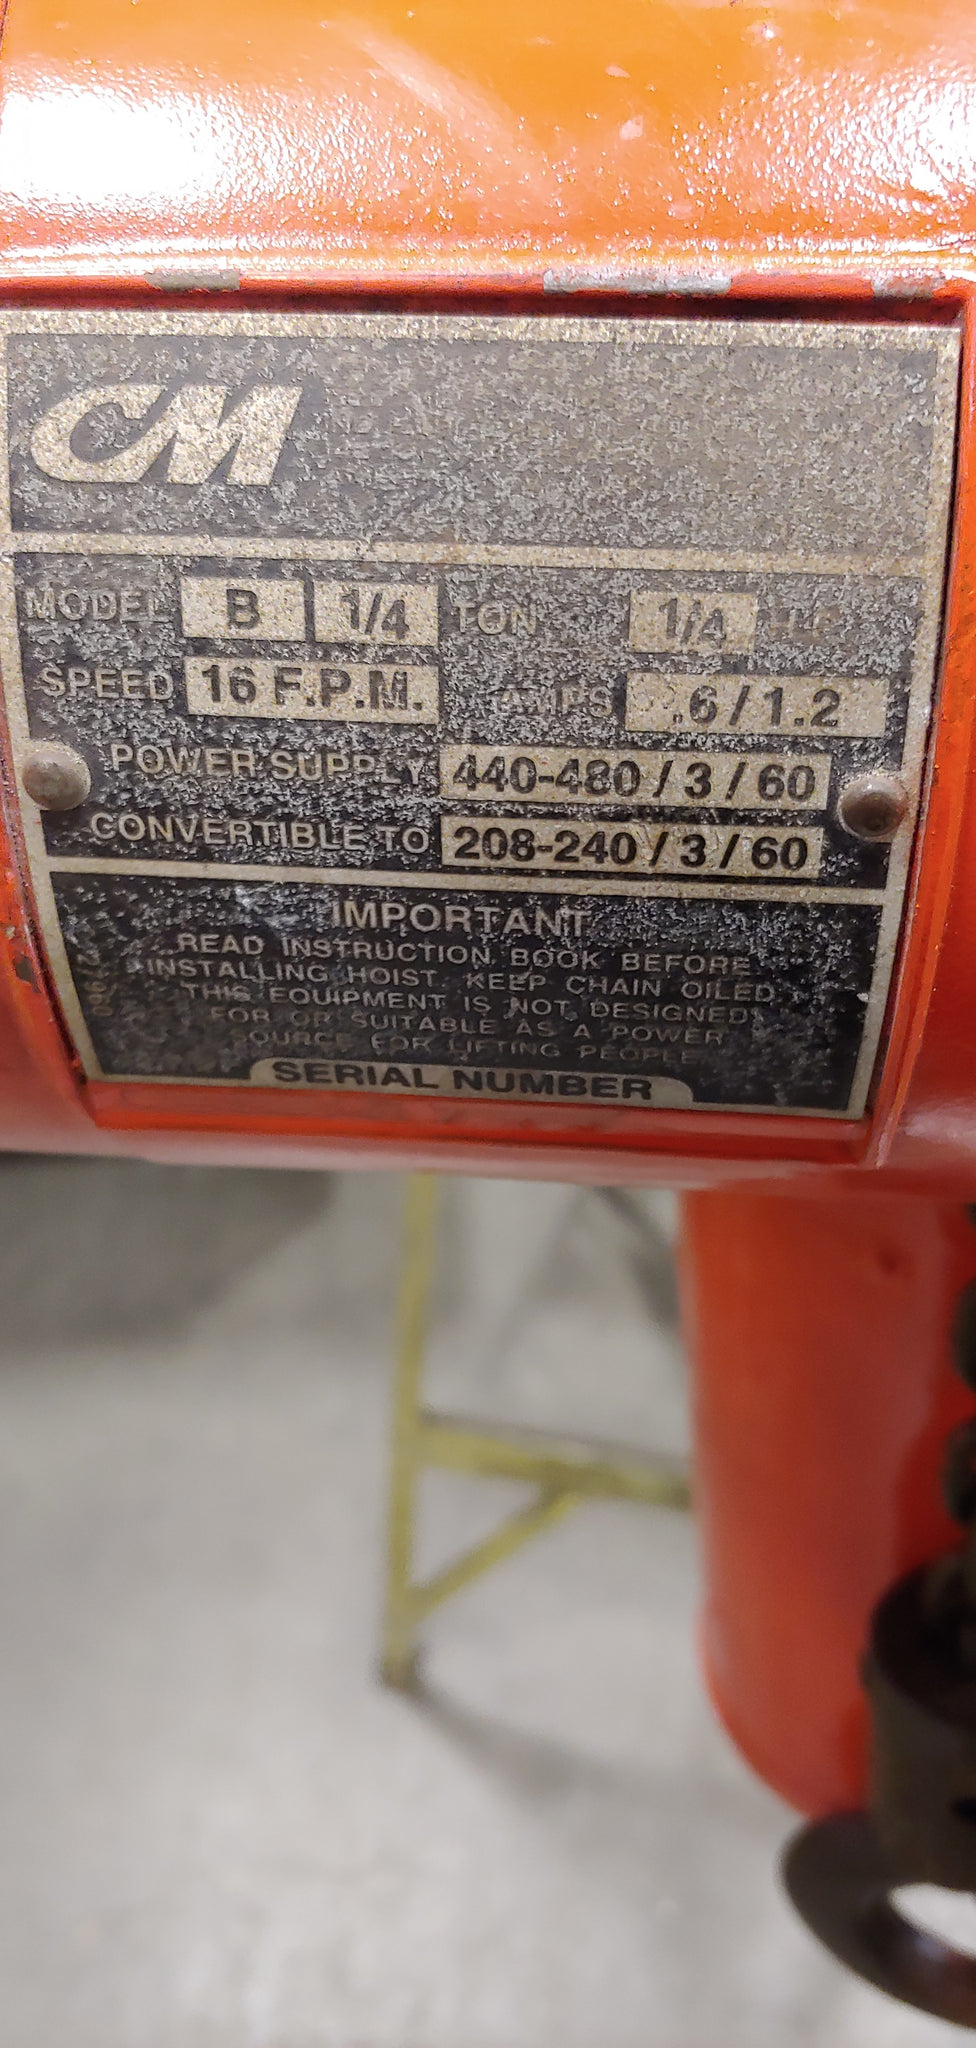 CM
MODEL B 1/4 TON 1/4 H.P.
SPEED 16 F.P.M. AMPS .6/1.2
POWER SUPPLY 440-480/3/60
CONVERTIBLE TO 208-240/3/60
IMPORTANT
READ INSTRUCTION BOOK BEFORE
INSTALLING HOIST. KEEP CHAIN OILED.
THIS EQUIPMENT IS NOT DESIGNED
FOR OR SUITABLE AS A POWER
SOURCE FOR LIFTING PEOPLE
SERIAL NUMBER